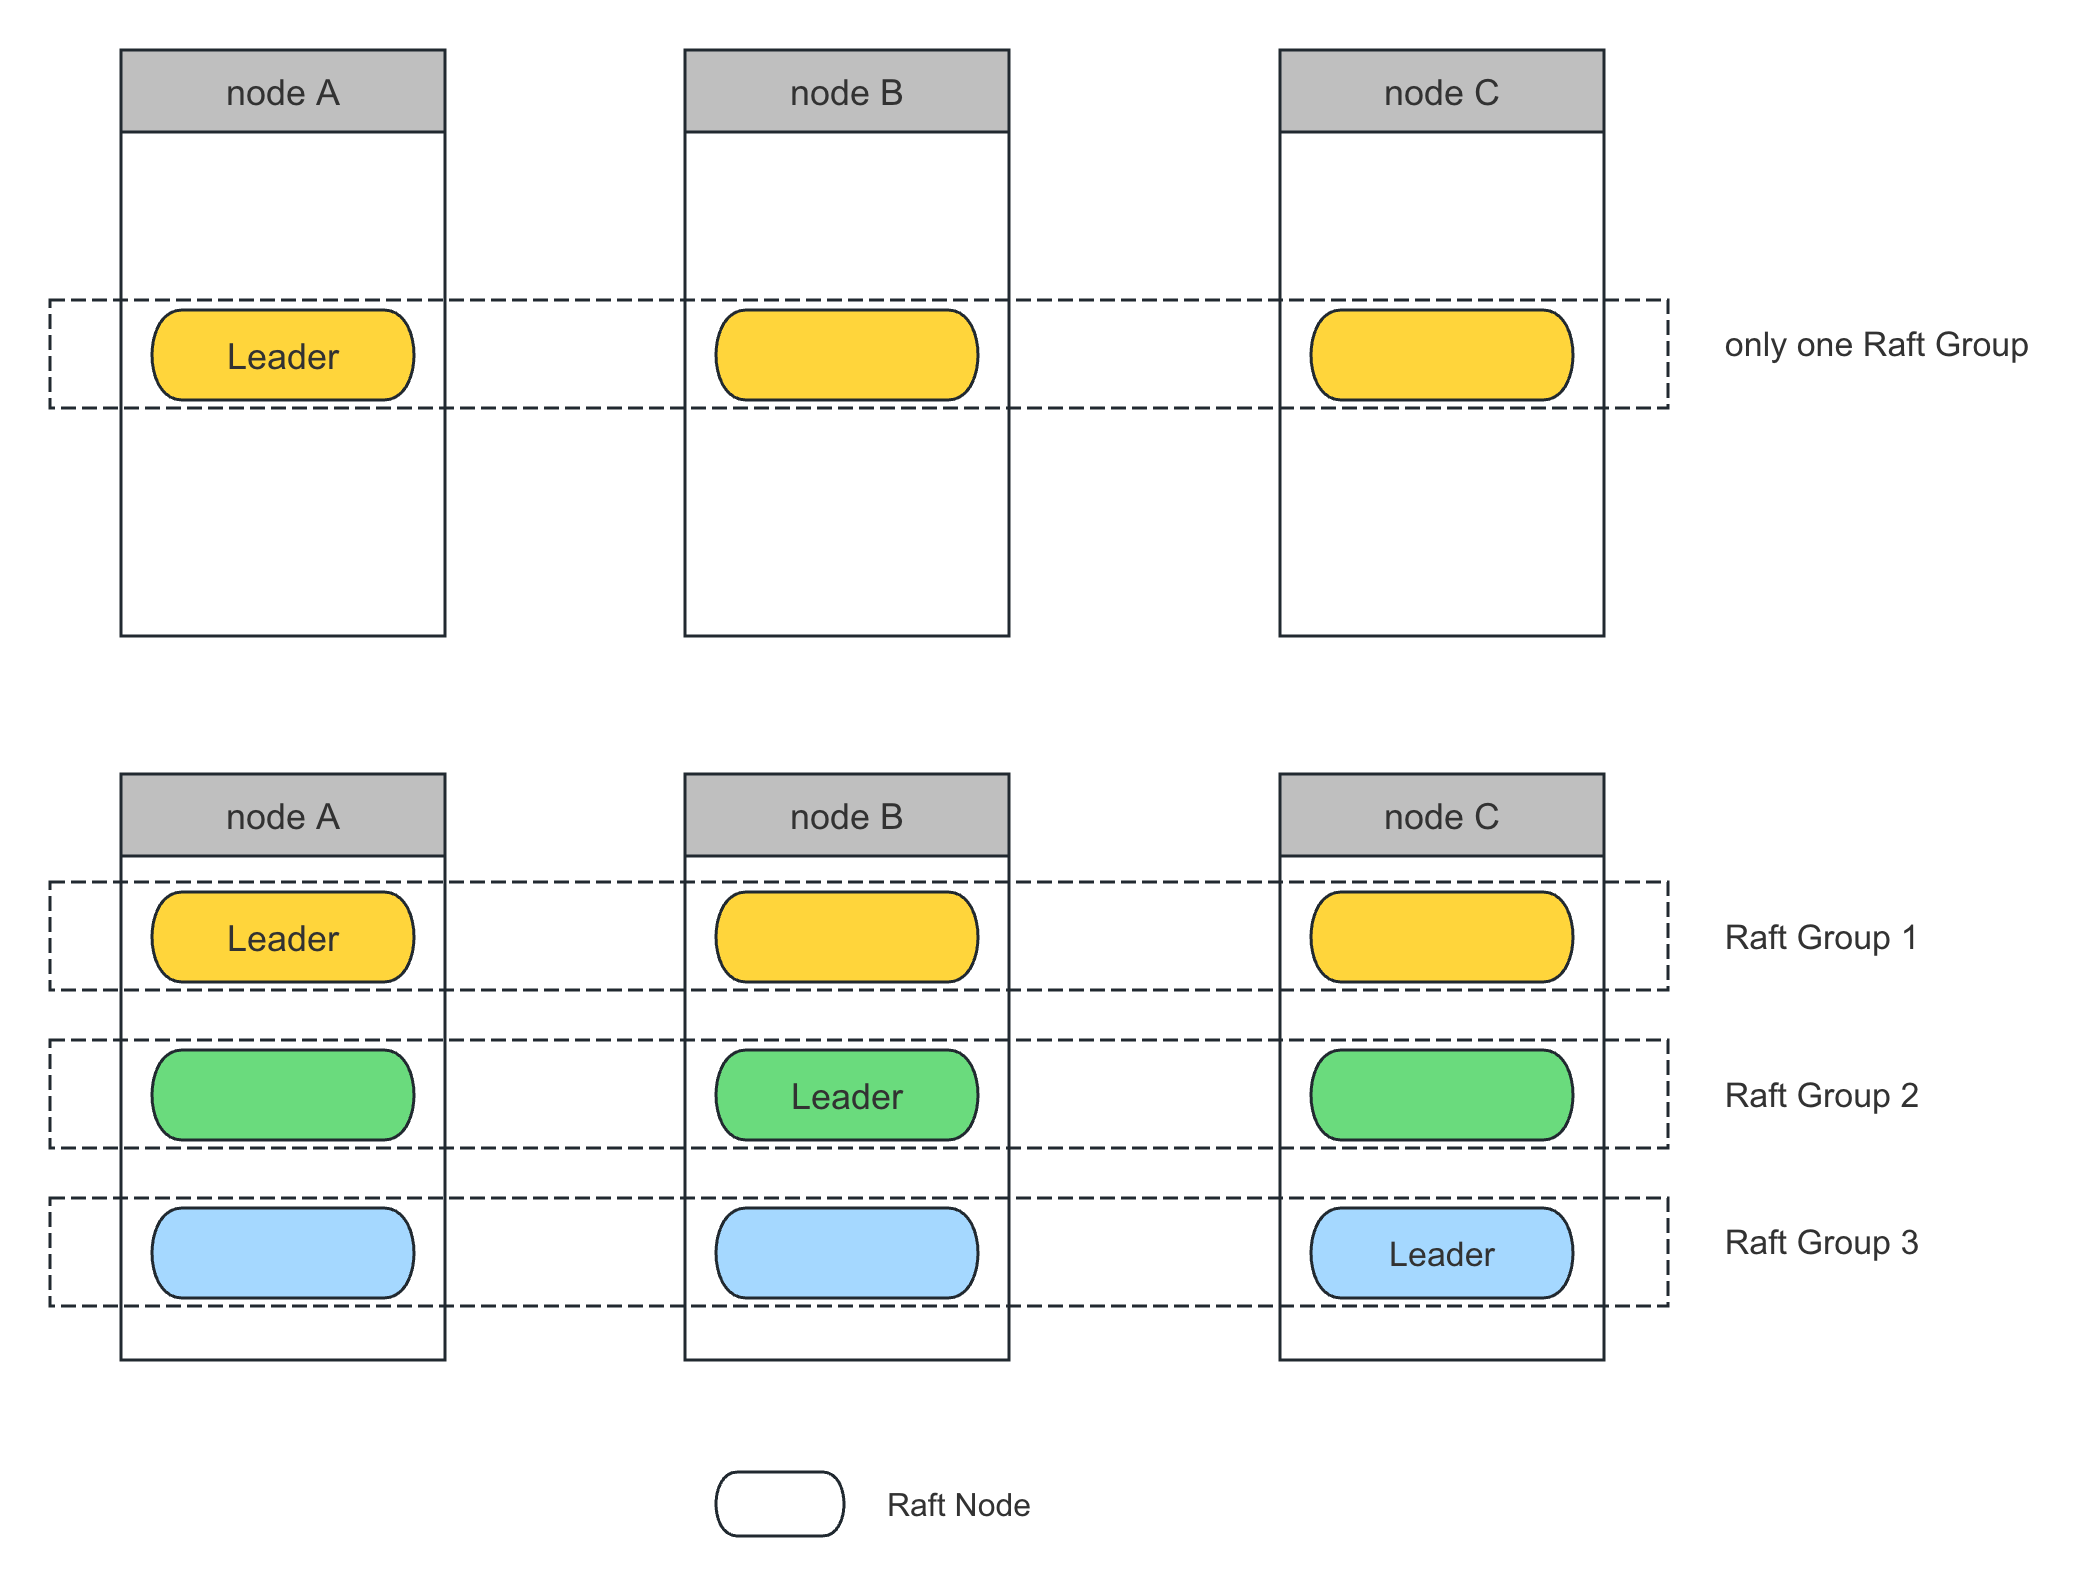 node A
node B
node C
Leader
only one Raft Group
node A
node B
node C
Leader
Raft Group 1
Leader
Raft Group 2
Leader
Raft Group 3
Raft Node